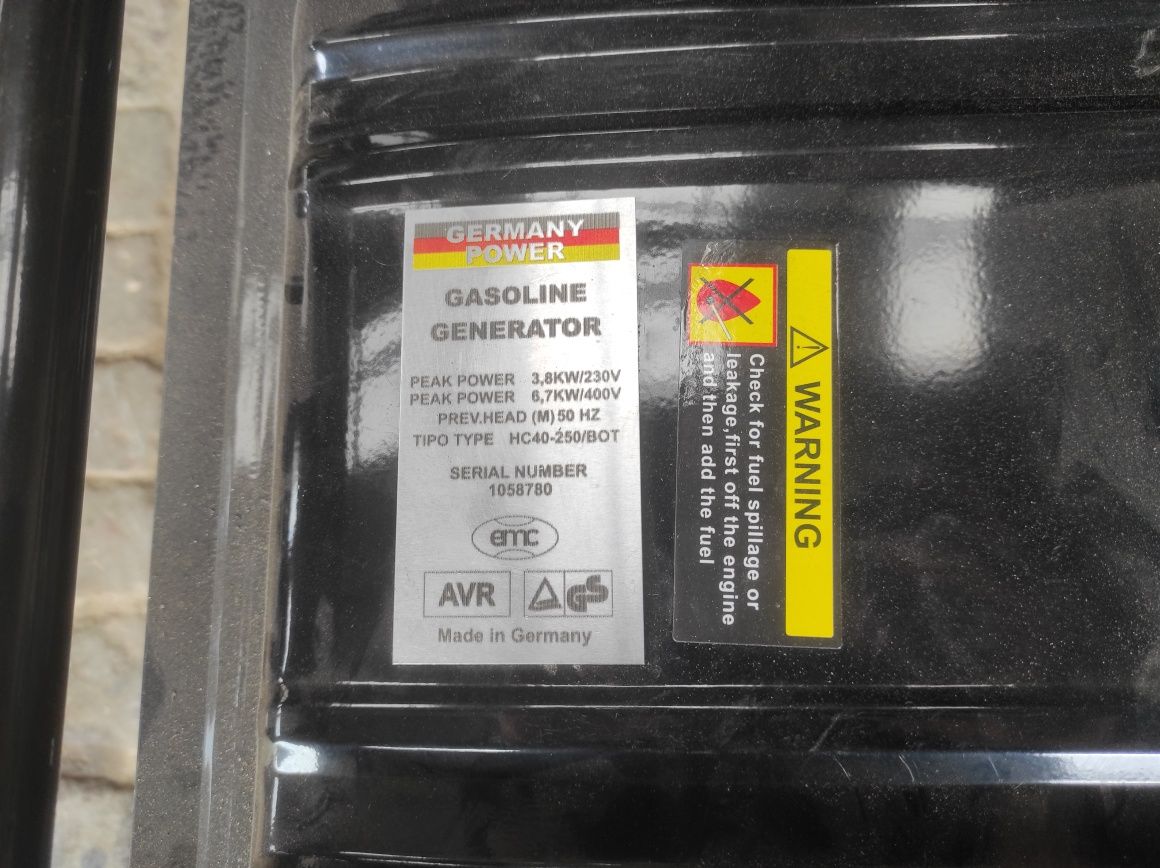 GERMANY
POWER
GASOLINE
GENERATOR
PEAK POWER 3,8KW/230V
PEAK POWER 6,7KW/400V
PREV.HEAD (M) 50 HZ
TIPO TYPE HC40-250/BOT
SERIAL NUMBER
1058780
emc
AVR GS
Made in Germany
WARNING
Check for fuel spillage or
leakage,first off the engine
and then add the fuel